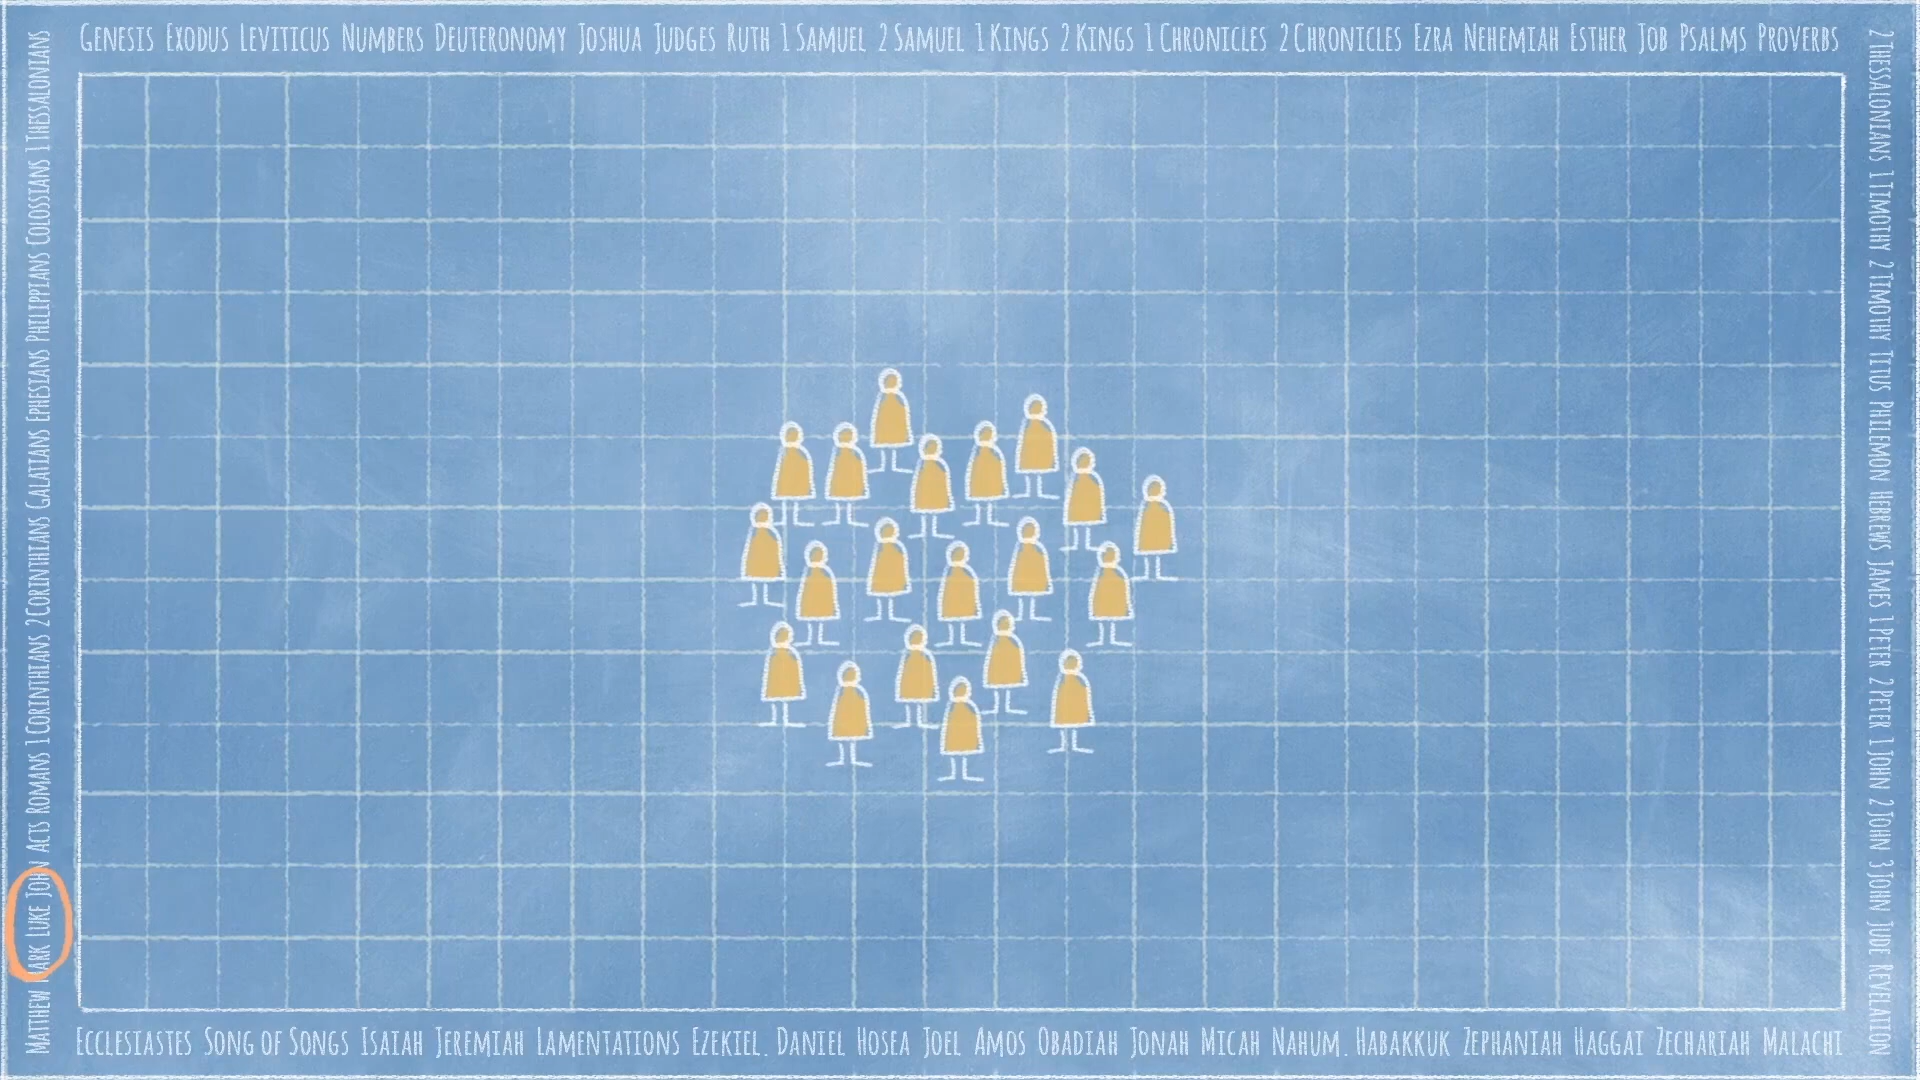 Genesis Exodus Leviticus Numbers Deuteronomy Joshua Judges Ruth 1 Samuel 2 Samuel 1 Kings 2 Kings 1 Chronicles 2 Chronicles Ezra Nehemiah Esther Job Psalms Proverbs
Ecclesiastes Song of Songs Isaiah Jeremiah Lamentations Ezekiel. Daniel Hosea Joel Amos Obadiah Jonah Micah Nahum. Habakkuk Zephaniah Haggai Zechariah Malachi
Matthew Mark Luke John Acts Romans 1 Corinthians 2 Corinthians Galatians Ephesians Philippians Colossians 1 Thessalonians
2 Thessalonians 1 Timothy 2 Timothy Titus Philemon Hebrews James 1 Peter 2 Peter 1 John 2 John 3 John Jude Revelation